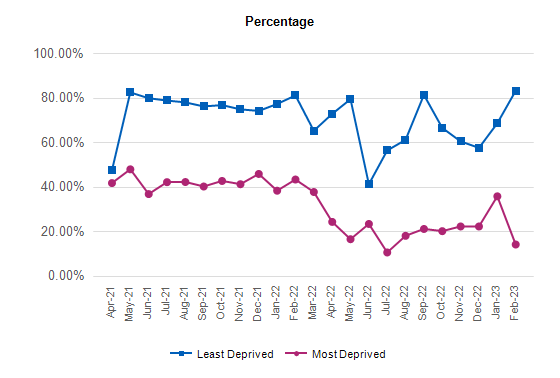 Percentage
100.00%
80.00%
60.00%
40.00%
20.00%
0.00%
Apr-21
May-21
Jun-21
Jul-21
Aug-21
Sep-21
Oct-21
Nov-21
Dec-21
Jan-22
Feb-22
Mar-22
Apr-22
May-22
Jun-22
Jul-22
Aug-22
Sep-22
Oct-22
Nov-22
Dec-22
Jan-23
Feb-23
Least Deprived Most Deprived